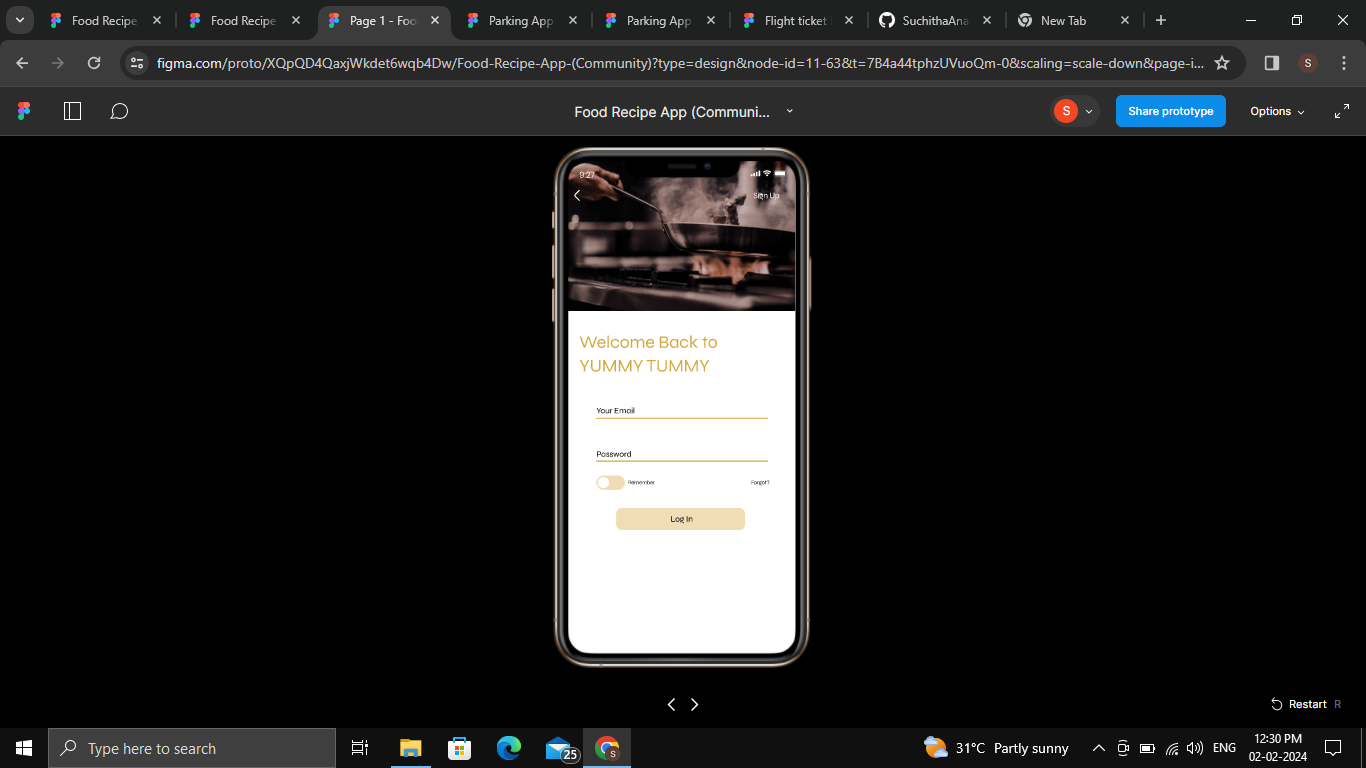 Food Recipe
Food Recipe
Page 1 - Foo
Parking App
Parking App
Flight ticket
SuchithaAna
New Tab
figma.com/proto/XQpQD4QaxjWkdet6wqb4Dw/Food-Recipe-App-(Community)?type=design&node-id=11-63&t=7B4a44tphzUVuoQm-0&scaling=scale-down&page-i...
S
Food Recipe App (Communi...
S
Share prototype
Options
9:27
Sign Up
Welcome Back to
YUMMY TUMMY
Your Email
Password
Remember
Forgot?
Log In
Restart R
Type here to search
25
S
31°C Partly sunny
ENG
12:30 PM
02-02-2024